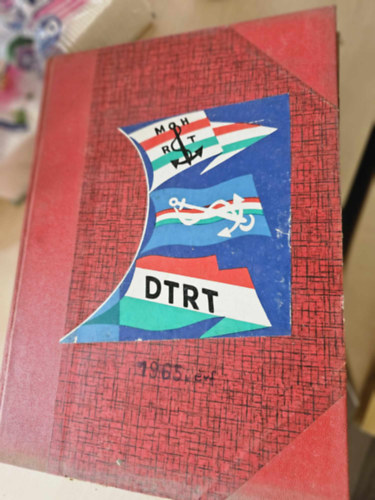 M H
R T
DTRT
1965. évf.